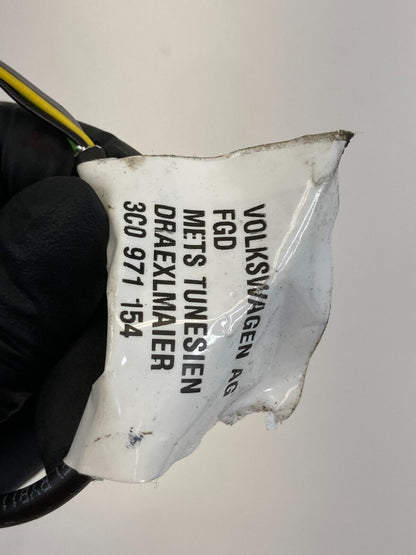 VOLKSWAGEN AG
FGD
METS TUNESIEN
DRAEXLMAIER
3C0 971 154